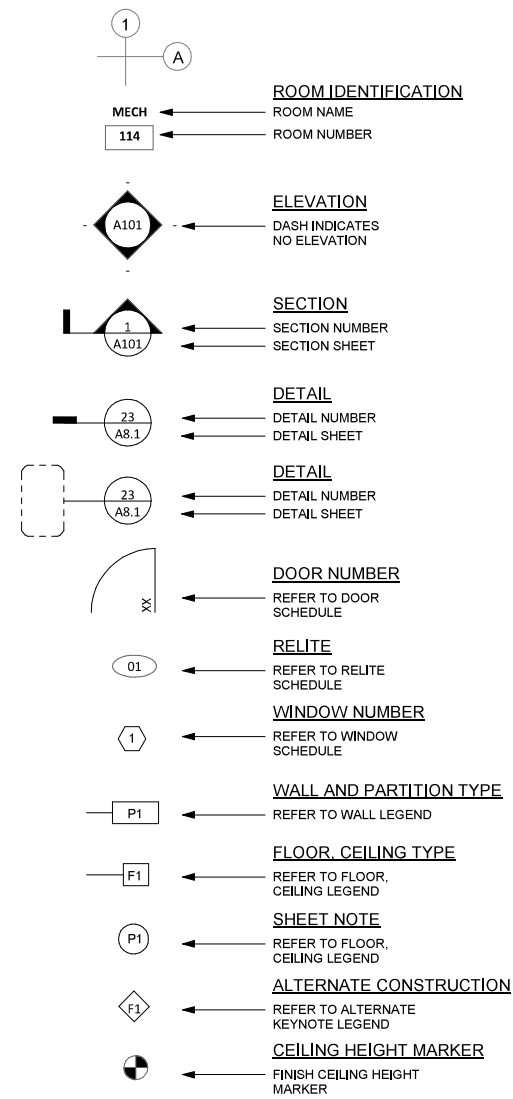 1
A
ROOM IDENTIFICATION
MECH
ROOM NAME
114
ROOM NUMBER
ELEVATION
A101
DASH INDICATES
NO ELEVATION
SECTION
1
SECTION NUMBER
A101
SECTION SHEET
DETAIL
23
DETAIL NUMBER
A8.1
DETAIL SHEET
DETAIL
23
DETAIL NUMBER
A8.1
DETAIL SHEET
DOOR NUMBER
XX
REFER TO DOOR
SCHEDULE
RELITE
01
REFER TO RELITE
SCHEDULE
WINDOW NUMBER
1
REFER TO WINDOW
SCHEDULE
WALL AND PARTITION TYPE
P1
REFER TO WALL LEGEND
FLOOR, CEILING TYPE
F1
REFER TO FLOOR,
CEILING LEGEND
SHEET NOTE
P1
REFER TO FLOOR,
CEILING LEGEND
ALTERNATE CONSTRUCTION
F1
REFER TO ALTERNATE
KEYNOTE LEGEND
CEILING HEIGHT MARKER
FINISH CEILING HEIGHT
MARKER